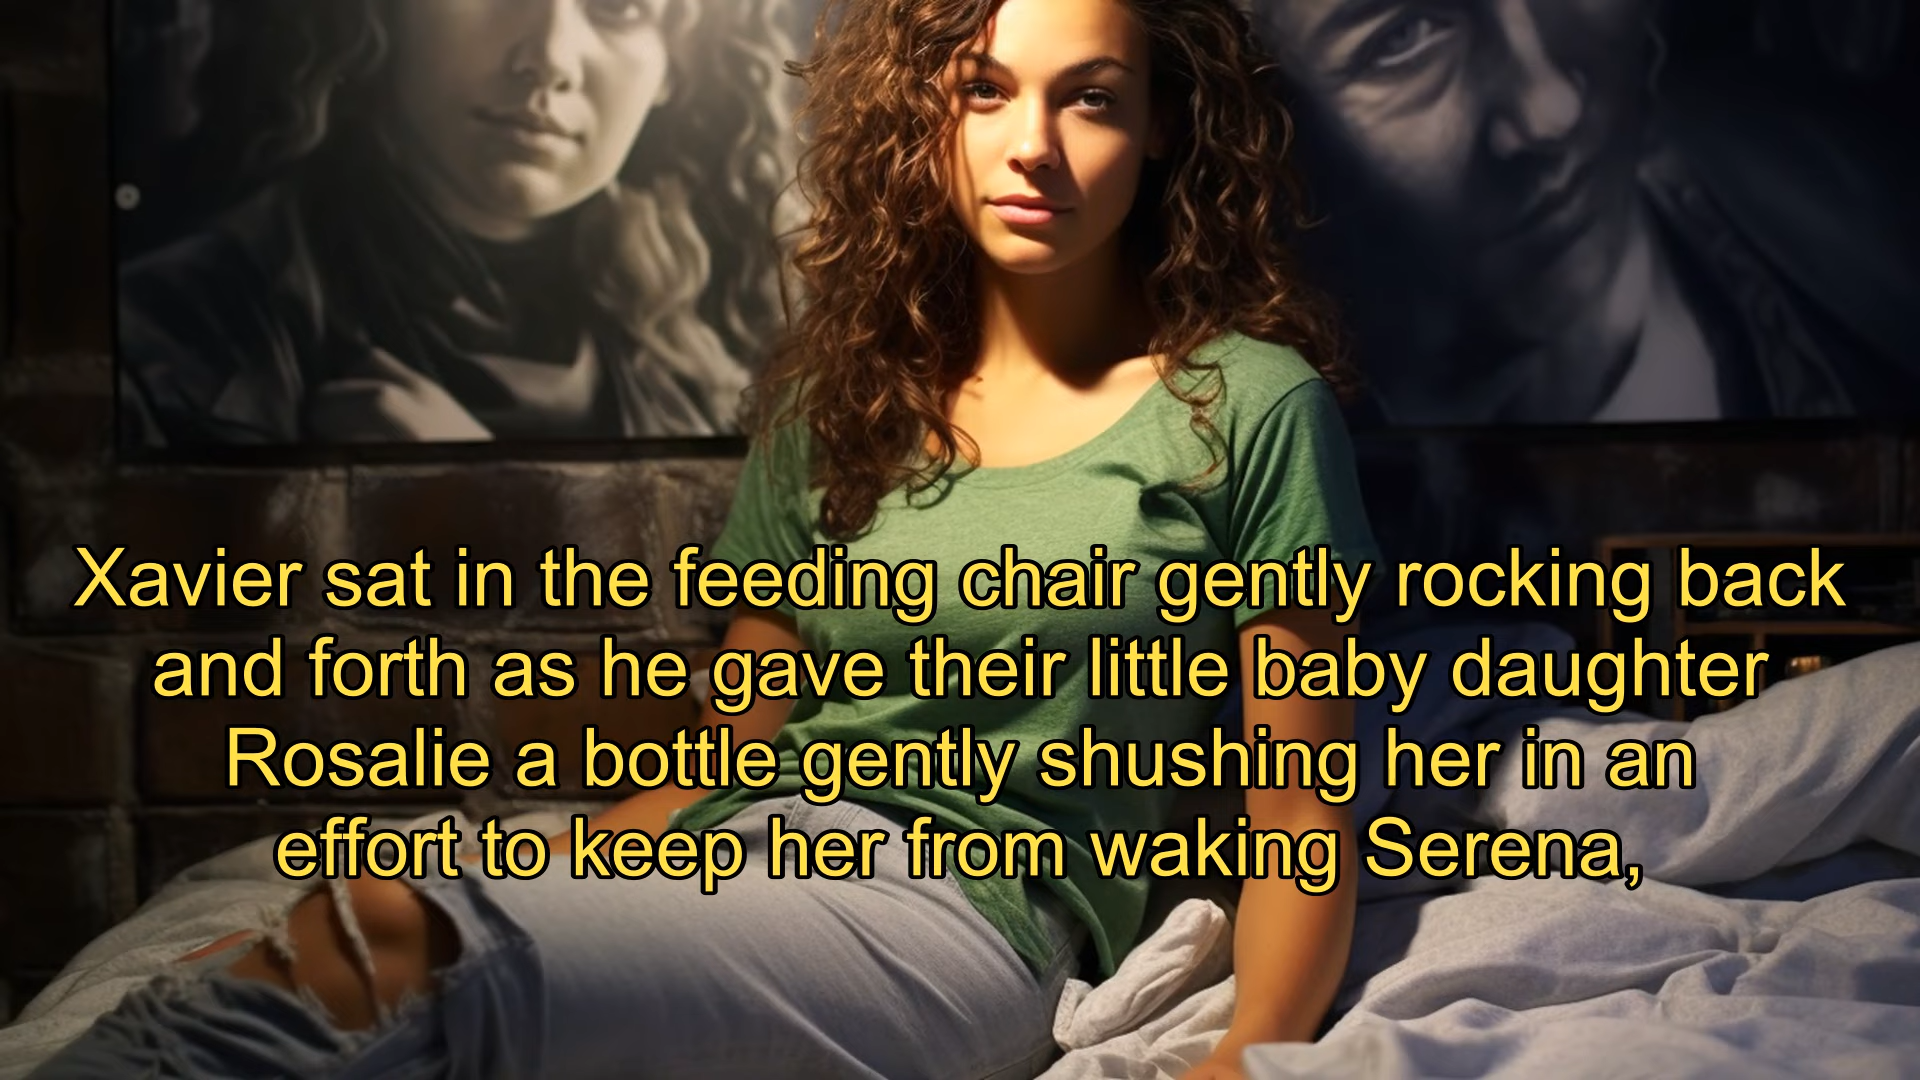 Xavier sat in the feeding chair gently rocking back
and forth as he gave their little baby daughter
Rosalie a bottle gently shushing her in an
effort to keep her from waking Serena,